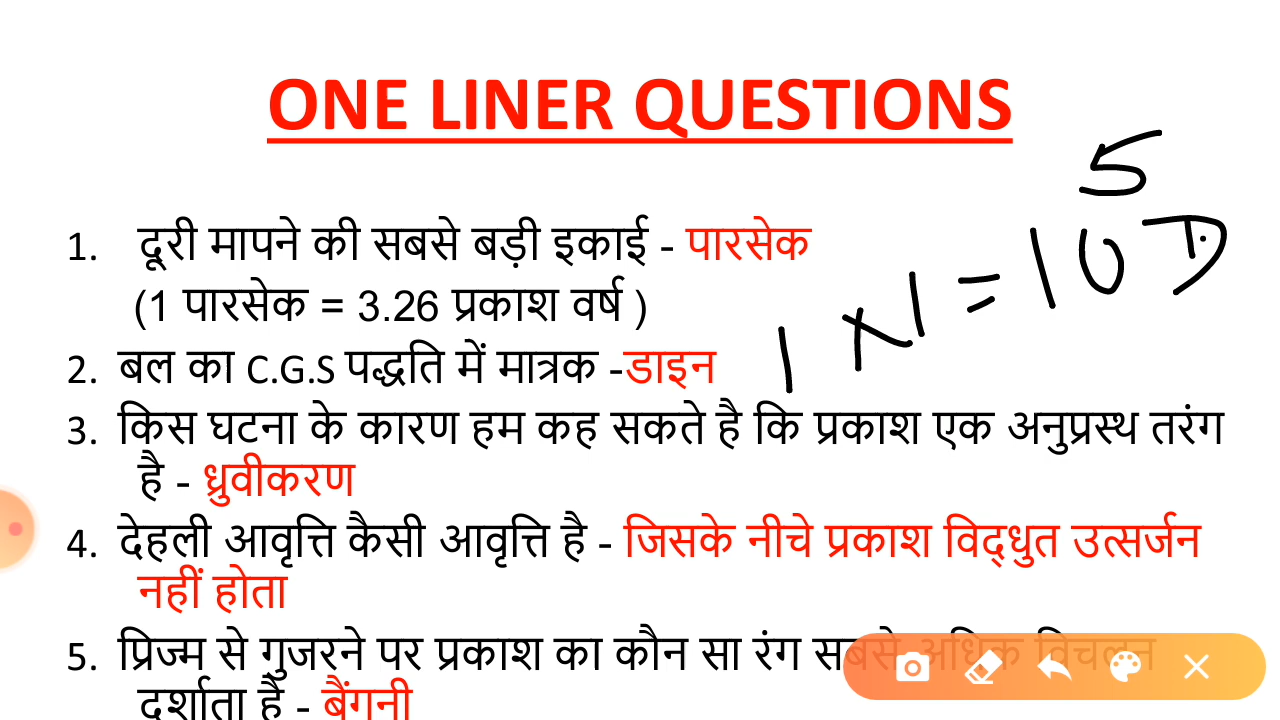 ONE LINER QUESTIONS
1. दूरी मापने की सबसे बड़ी इकाई - पारसेक
(1 पारसेक = 3.26 प्रकाश वर्ष )
2. बल का C.G.S पद्धति में मात्रक -डाइन
1 × 1 = 10 5 D
3. किस घटना के कारण हम कह सकते है कि प्रकाश एक अनुप्रस्थ तरंग
है - ध्रुवीकरण
4. देहली आवृत्ति कैसी आवृत्ति है - जिसके नीचे प्रकाश विद्धुत उत्सर्जन
नहीं होता
5. प्रिज्म से गुजरने पर प्रकाश का कौन सा रंग सबसे अधिक विचलन
दर्शाता है - बैंगनी